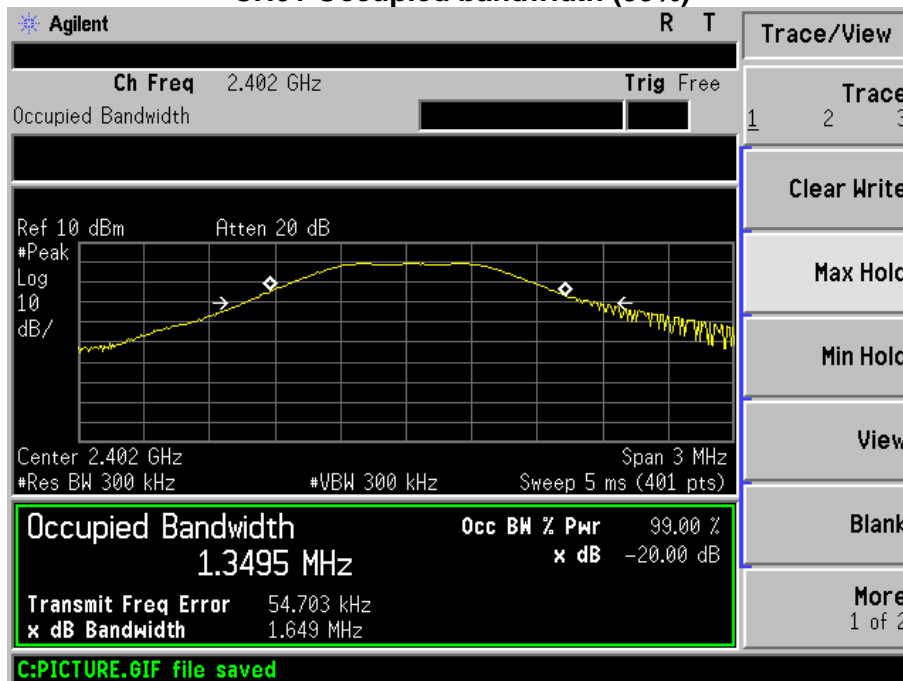 Agilent R T
Ch Freq 2.402 GHz Trig Free
Occupied Bandwidth
Ref 10 dBm Atten 20 dB
#Peak
Log
10
dB/
Center 2.402 GHz Span 3 MHz
#Res BW 300 kHz #VBW 300 kHz Sweep 5 ms (401 pts)
Occupied Bandwidth
1.3495 MHz
Occ BW % Pwr 99.00 %
x dB -20.00 dB
Transmit Freq Error 54.703 kHz
x dB Bandwidth 1.649 MHz
C:PICTURE.GIF file saved
Trace/View
Trace
1 2 3
Clear Write
Max Hold
Min Hold
View
Blank
More
1 of 2